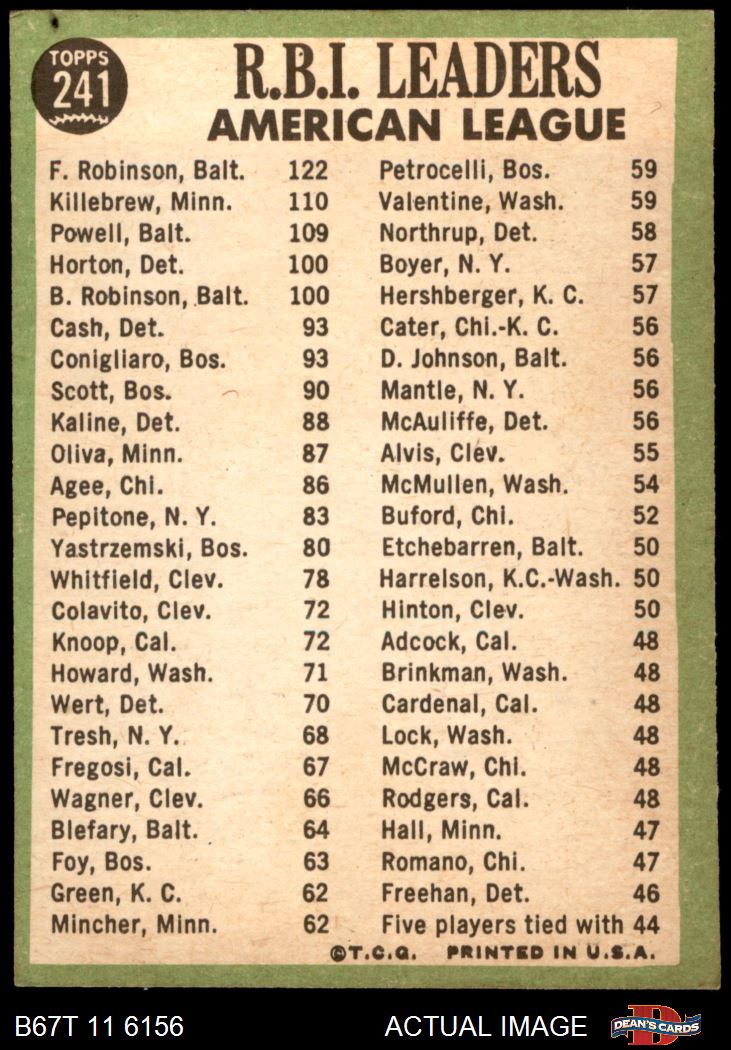 TOPPS
241
R.B.I. LEADERS
AMERICAN LEAGUE
F. Robinson, Balt. 122
Killebrew, Minn. 110
Powell, Balt. 109
Horton, Det. 100
B. Robinson, Balt. 100
Cash, Det. 93
Conigliaro, Bos. 93
Scott, Bos. 90
Kaline, Det. 88
Oliva, Minn. 87
Agee, Chi. 86
Pepitone, N. Y. 83
Yastrzemski, Bos. 80
Whitfield, Clev. 78
Colavito, Clev. 72
Knoop, Cal. 72
Howard, Wash. 71
Wert, Det. 70
Tresh, N. Y. 68
Fregosi, Cal. 67
Wagner, Clev. 66
Blefary, Balt. 64
Foy, Bos. 63
Green, K. C. 62
Mincher, Minn. 62
Petrocelli, Bos. 59
Valentine, Wash. 59
Northrup, Det. 58
Boyer, N. Y. 57
Hershberger, K. C. 57
Cater, Chi.-K. C. 56
D. Johnson, Balt. 56
Mantle, N. Y. 56
McAuliffe, Det. 56
Alvis, Clev. 55
McMullen, Wash. 54
Buford, Chi. 52
Etchebarren, Balt. 50
Harrelson, K.C.-Wash. 50
Hinton, Clev. 50
Adcock, Cal. 48
Brinkman, Wash. 48
Cardenal, Cal. 48
Lock, Wash. 48
McCraw, Chi. 48
Rodgers, Cal. 48
Hall, Minn. 47
Romano, Chi. 47
Freehan, Det. 46
Five players tied with 44
©T.C.G. PRINTED IN U.S.A.
B67T 11 6156
ACTUAL IMAGE
DEAN'S CARDS